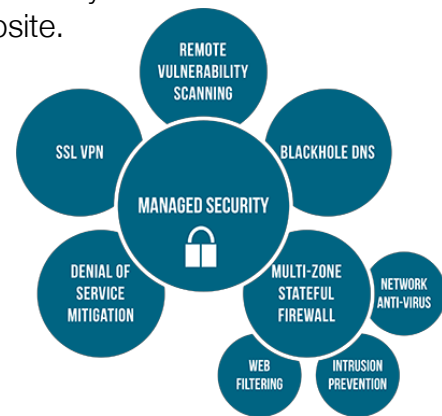 osite.
REMOTE
VULNERABILITY
SCANNING
SSL VPN
BLACKHOLE DNS
MANAGED SECURITY
DENIAL OF
SERVICE
MITIGATION
MULTI-ZONE
STATEFUL
FIREWALL
NETWORK
ANTI-VIRUS
WEB
FILTERING
INTRUSION
PREVENTION